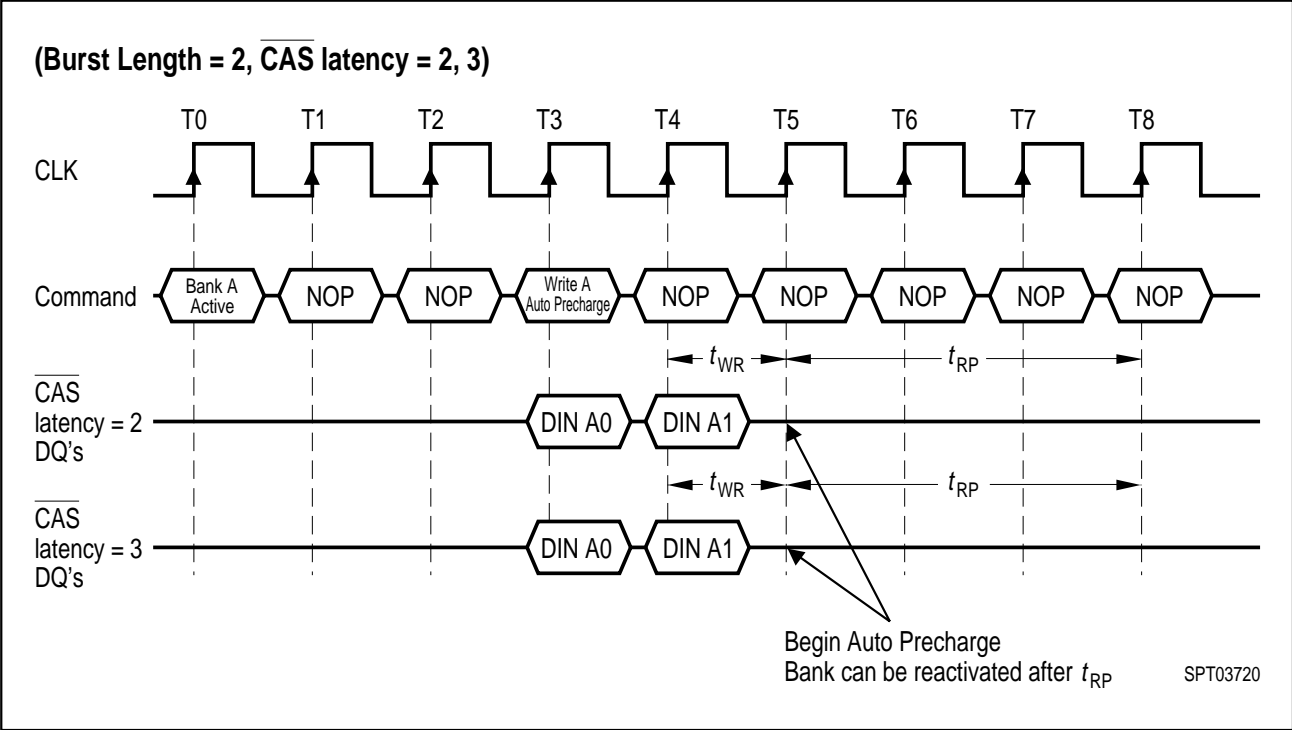 (Burst Length = 2, CAS latency = 2, 3)
T0 T1 T2 T3 T4 T5 T6 T7 T8
CLK
Command Bank A Active NOP NOP Write A Auto Precharge NOP NOP NOP NOP NOP
tWR tRP
CAS
latency = 2 DIN A0 DIN A1
DQ's
tWR tRP
CAS
latency = 3 DIN A0 DIN A1
DQ's
Begin Auto Precharge
Bank can be reactivated after tRP
SPT03720